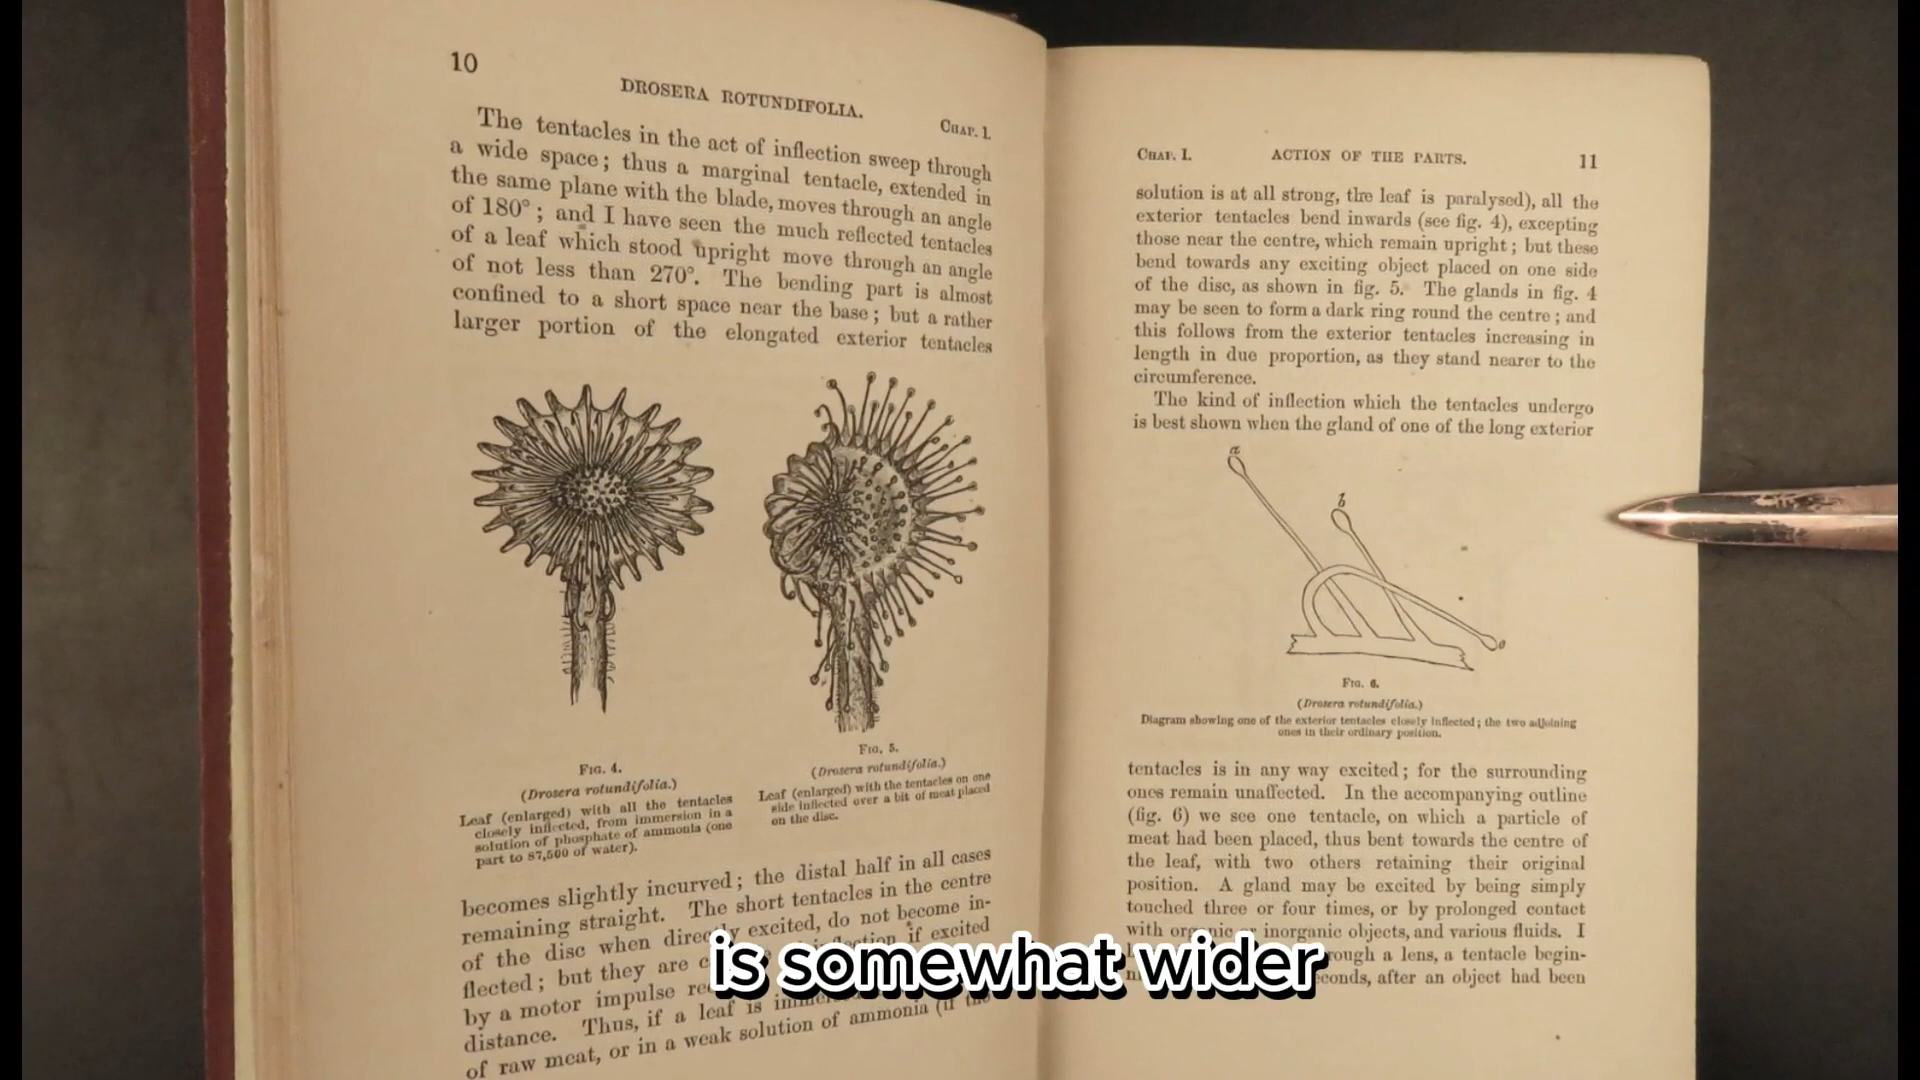 10
DROSERA ROTUNDIFOLIA.
CHAP. I.
The tentacles in the act of inflection sweep through
a wide space; thus a marginal tentacle, extended in
the same plane with the blade, moves through an angle
of 180°; and I have seen the much reflected tentacles
of a leaf which stood upright move through an angle
of not less than 270°. The bending part is almost
confined to a short space near the base; but a rather
larger portion of the elongated exterior tentacles
FIG. 4.
(Drosera rotundifolia.)
Leaf (enlarged) with all the tentacles
closely inflected, from immersion in a
solution of phosphate of ammonia (one
part to 87,500 of water).
FIG. 5.
(Drosera rotundifolia.)
Leaf (enlarged) with the tentacles on one
side inflected over a bit of meat placed
on the disc.
becomes slightly incurved; the distal half in all cases
remaining straight. The short tentacles in the centre
of the disc when directly excited, do not become in-
flected; but they are inflection if excited
by a motor impulse
distance. Thus, if a leaf is
of raw meat, or in a weak solution of ammonia (if the
CHAP. I.
ACTION OF THE PARTS.
11
solution is at all strong, the leaf is paralysed), all the
exterior tentacles bend inwards (see fig. 4), excepting
those near the centre, which remain upright; but these
bend towards any exciting object placed on one side
of the disc, as shown in fig. 5. The glands in fig. 4
may be seen to form a dark ring round the centre; and
this follows from the exterior tentacles increasing in
length in due proportion, as they stand nearer to the
circumference.
The kind of inflection which the tentacles undergo
is best shown when the gland of one of the long exterior
a
b
c
FIG. 6.
(Drosera rotundifolia.)
Diagram showing one of the exterior tentacles closely inflected; the two adjoining
ones in their ordinary position.
tentacles is in any way excited; for the surrounding
ones remain unaffected. In the accompanying outline
(fig. 6) we see one tentacle, on which a particle of
meat had been placed, thus bent towards the centre of
the leaf, with two others retaining their original
position. A gland may be excited by being simply
touched three or four times, or by prolonged contact
with organic or inorganic objects, and various fluids. I
through a lens, a tentacle begin-
seconds, after an object had been
is somewhat wider